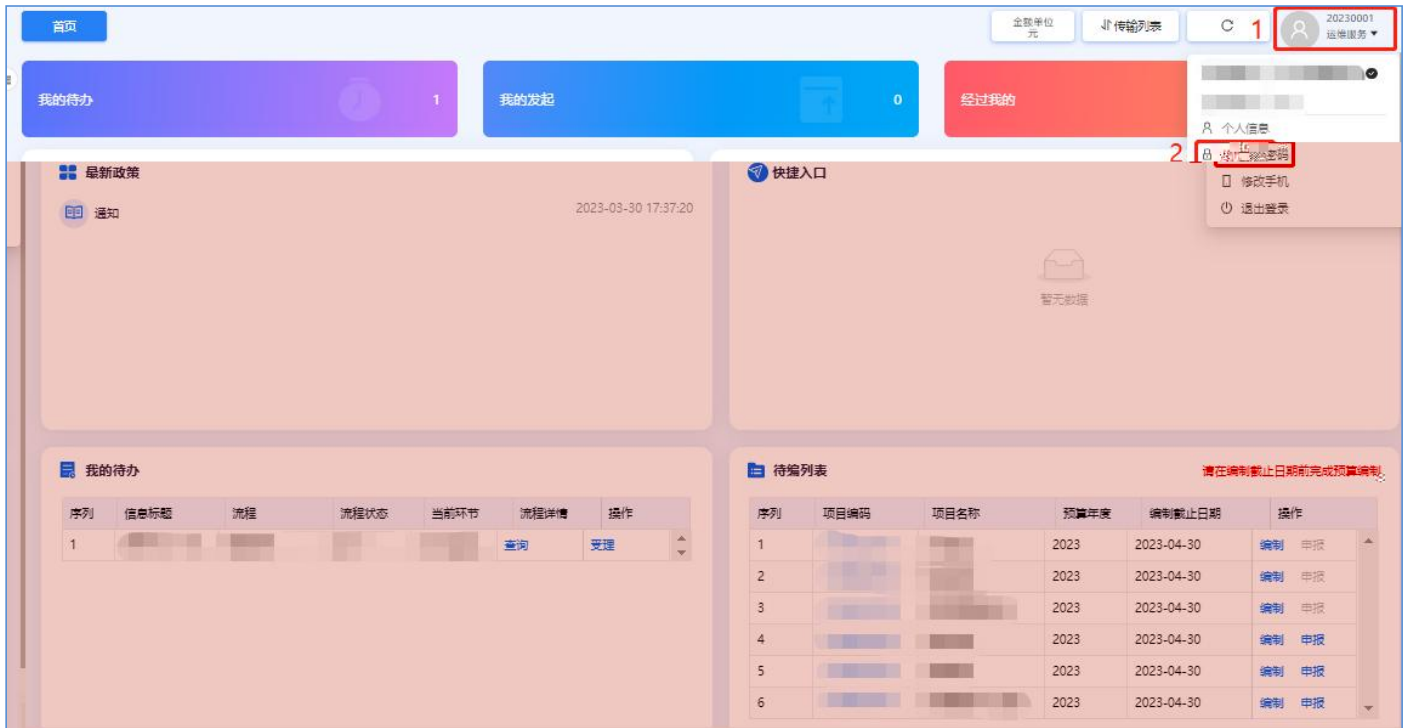 首页
金额单位
元
传输列表
1
20230001
运维服务
我的待办
1
我的发起
0
经过我的
个人信息
2
密码
修改手机
退出登录
最新政策
通知
2023-03-30 17:37:20
快捷入口
暂无数据
我的待办
序列 信息标题 流程 流程状态 当前环节 流程详情 操作
1 查询 受理
待编列表
请在编制截止日期前完成预算编制
序列 项目编码 项目名称 预算年度 编制截止日期 操作
1 2023 2023-04-30 编制 申报
2 2023 2023-04-30 编制 申报
3 2023 2023-04-30 编制 申报
4 2023 2023-04-30 编制 申报
5 2023 2023-04-30 编制 申报
6 2023 2023-04-30 编制 申报